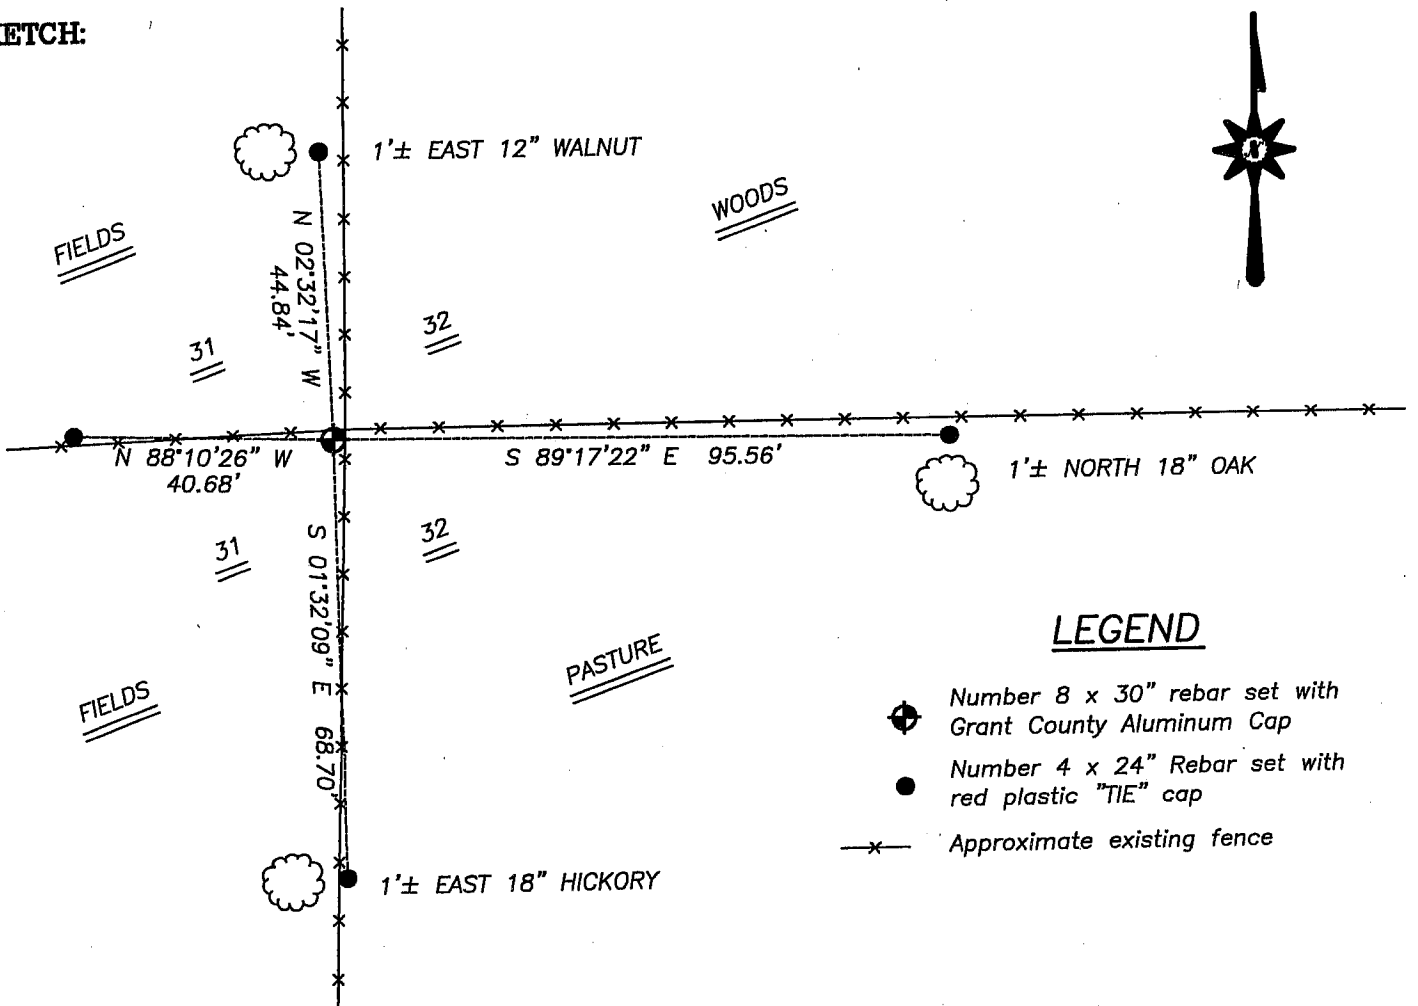 KETCH:
1'± EAST 12" WALNUT
WOODS
FIELDS
N 02°32'17" W
44.84'
31
32
N 88°10'26" W
40.68'
S 89°17'22" E 95.56'
1'± NORTH 18" OAK
31
32
S 01°32'09" E 68.70'
PASTURE
FIELDS
1'± EAST 18" HICKORY
N
LEGEND
Number 8 x 30" rebar set with
Grant County Aluminum Cap
Number 4 x 24" Rebar set with
red plastic "TIE" cap
Approximate existing fence